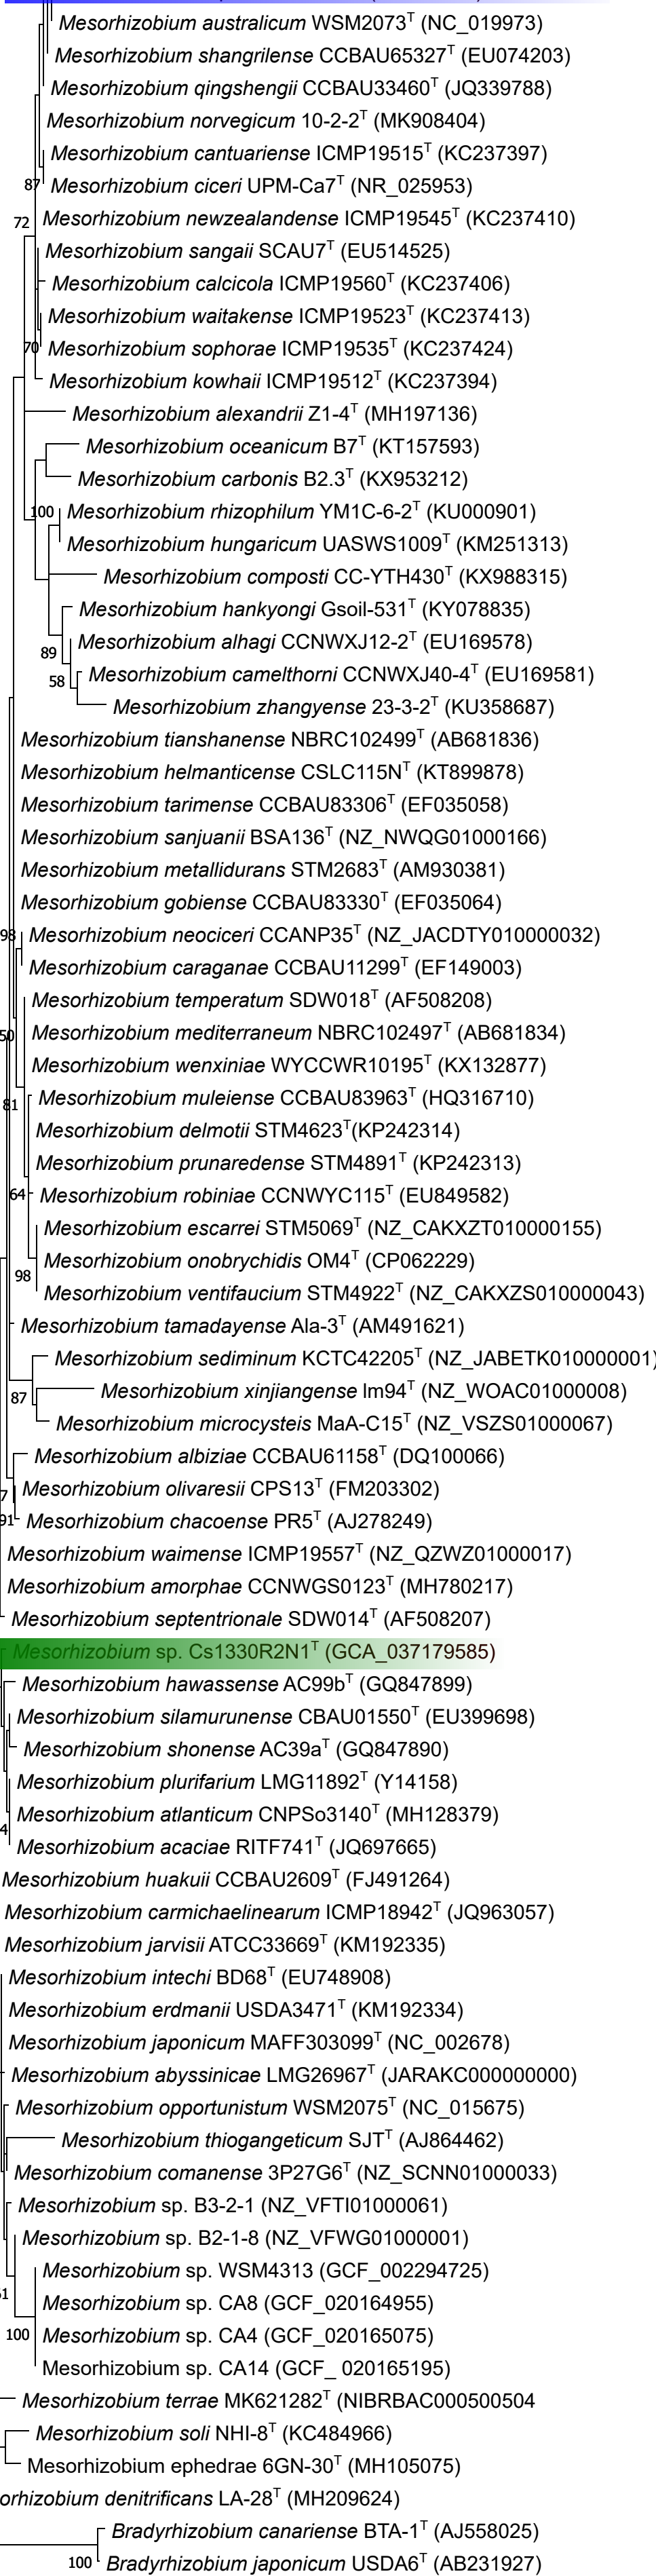 Mesorhizobium australicum WSM2073T (NC_019973)
Mesorhizobium shangrilense CCBAU65327T (EU074203)
Mesorhizobium qingshengii CCBAU33460T (JQ339788)
Mesorhizobium norvegicum 10-2-2T (MK908404)
Mesorhizobium cantuariense ICMP19515T (KC237397)
87 Mesorhizobium ciceri UPM-Ca7T (NR_025953)
72 Mesorhizobium newzealandense ICMP19545T (KC237410)
Mesorhizobium sangaii SCAU7T (EU514525)
Mesorhizobium calcicola ICMP19560T (KC237406)
Mesorhizobium waitakense ICMP19523T (KC237413)
70 Mesorhizobium sophorae ICMP19535T (KC237424)
Mesorhizobium kowhaii ICMP19512T (KC237394)
Mesorhizobium alexandrii Z1-4T (MH197136)
Mesorhizobium oceanicum B7T (KT157593)
Mesorhizobium carbonis B2.3T (KX953212)
100 Mesorhizobium rhizophilum YM1C-6-2T (KU000901)
Mesorhizobium hungaricum UASWS1009T (KM251313)
Mesorhizobium composti CC-YTH430T (KX988315)
Mesorhizobium hankyongi Gsoil-531T (KY078835)
89 Mesorhizobium alhagi CCNWXJ12-2T (EU169578)
58 Mesorhizobium camelthorni CCNWXJ40-4T (EU169581)
Mesorhizobium zhangyense 23-3-2T (KU358687)
Mesorhizobium tianshanense NBRC102499T (AB681836)
Mesorhizobium helmanticense CSLC115NT (KT899878)
Mesorhizobium tarimense CCBAU83306T (EF035058)
Mesorhizobium sanjuanii BSA136T (NZ_NWQG01000166)
Mesorhizobium metallidurans STM2683T (AM930381)
Mesorhizobium gobiense CCBAU83330T (EF035064)
98 Mesorhizobium neociceri CCANP35T (NZ_JACDTY010000032)
Mesorhizobium caraganae CCBAU11299T (EF149003)
Mesorhizobium temperatum SDW018T (AF508208)
50 Mesorhizobium mediterraneum NBRC102497T (AB681834)
Mesorhizobium wenxiniae WYCCWR10195T (KX132877)
81 Mesorhizobium muleiense CCBAU83963T (HQ316710)
Mesorhizobium delmotii STM4623T(KP242314)
Mesorhizobium prunaredense STM4891T (KP242313)
64 Mesorhizobium robiniae CCNWYC115T (EU849582)
Mesorhizobium escarrei STM5069T (NZ_CAKXZT010000155)
Mesorhizobium onobrychidis OM4T (CP062229)
98 Mesorhizobium ventifaucium STM4922T (NZ_CAKXZS010000043)
Mesorhizobium tamadayense Ala-3T (AM491621)
Mesorhizobium sediminum KCTC42205T (NZ_JABETK010000001)
87 Mesorhizobium xinjiangense lm94T (NZ_WOAC01000008)
Mesorhizobium microcysteis MaA-C15T (NZ_VSZS01000067)
Mesorhizobium albiziae CCBAU61158T (DQ100066)
7 Mesorhizobium olivaresii CPS13T (FM203302)
91 Mesorhizobium chacoense PR5T (AJ278249)
Mesorhizobium waimense ICMP19557T (NZ_QZWZ01000017)
Mesorhizobium amorphae CCNWGS0123T (MH780217)
Mesorhizobium septentrionale SDW014T (AF508207)
Mesorhizobium sp. Cs1330R2N1T (GCA_037179585)
Mesorhizobium hawassense AC99bT (GQ847899)
Mesorhizobium silamurunense CBAU01550T (EU399698)
Mesorhizobium shonense AC39aT (GQ847890)
Mesorhizobium plurifarium LMG11892T (Y14158)
4 Mesorhizobium atlanticum CNPSo3140T (MH128379)
Mesorhizobium acaciae RITF741T (JQ697665)
Mesorhizobium huakuii CCBAU2609T (FJ491264)
Mesorhizobium carmichaelinearum ICMP18942T (JQ963057)
Mesorhizobium jarvisii ATCC33669T (KM192335)
Mesorhizobium intechi BD68T (EU748908)
Mesorhizobium erdmanii USDA3471T (KM192334)
Mesorhizobium japonicum MAFF303099T (NC_002678)
Mesorhizobium abyssinicae LMG26967T (JARAKC000000000)
Mesorhizobium opportunistum WSM2075T (NC_015675)
Mesorhizobium thiogangeticum SJTT (AJ864462)
Mesorhizobium comanense 3P27G6T (NZ_SCNN01000033)
Mesorhizobium sp. B3-2-1 (NZ_VFTI01000061)
Mesorhizobium sp. B2-1-8 (NZ_VFWG01000001)
Mesorhizobium sp. WSM4313 (GCF_002294725)
51 Mesorhizobium sp. CA8 (GCF_020164955)
100 Mesorhizobium sp. CA4 (GCF_020165075)
Mesorhizobium sp. CA14 (GCF_ 020165195)
Mesorhizobium terrae MK621282T (NIBRBAC000500504
Mesorhizobium soli NHI-8T (KC484966)
Mesorhizobium ephedrae 6GN-30T (MH105075)
orhizobium denitrificans LA-28T (MH209624)
Bradyrhizobium canariense BTA-1T (AJ558025)
100 Bradyrhizobium japonicum USDA6T (AB231927)